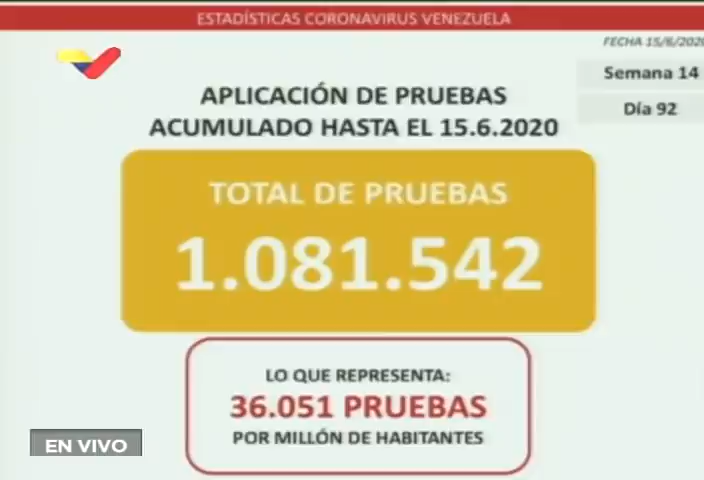 ESTADÍSTICAS CORONAVIRUS VENEZUELA
FECHA 15/6/2020
Semana 14
Día 92
APLICACIÓN DE PRUEBAS
ACUMULADO HASTA EL 15.6.2020
TOTAL DE PRUEBAS
1.081.542
LO QUE REPRESENTA:
36.051 PRUEBAS
POR MILLÓN DE HABITANTES
EN VIVO